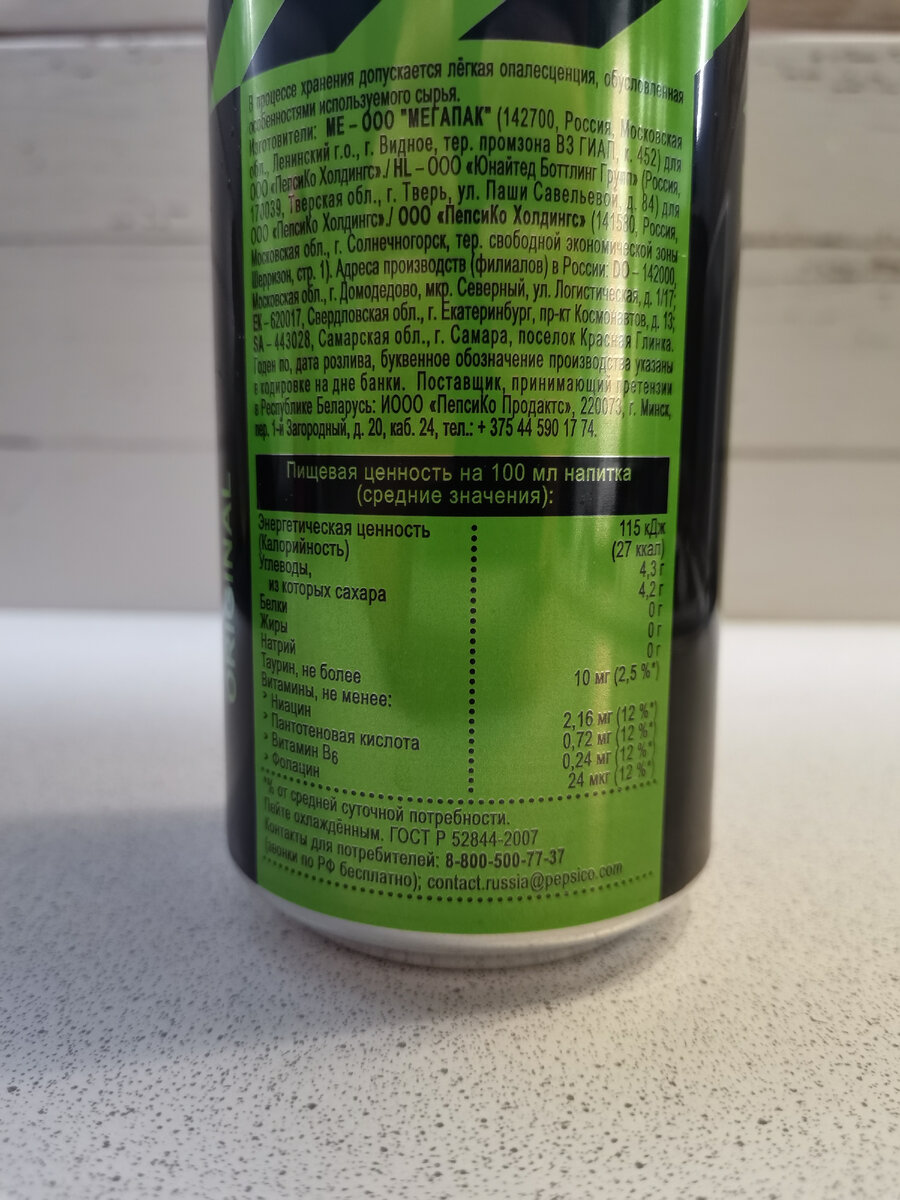 В процессе хранения допускается лёгкая опалесценция, обусловленная
особенностями используемого сырья.
Изготовители: МЕ – ООО "МЕГАПАК" (142700, Россия, Московская
обл., Ленинский г.о., г. Видное, тер. промзона ВЗ ГИАП, к. 452) для
ООО «ПепсиКо Холдингс»./ HL – ООО «Юнайтед Боттлинг Групп» (Россия,
170039, Тверская обл., г. Тверь, ул. Паши Савельевой, д. 84) для
ООО «ПепсиКо Холдингс»./ ООО «ПепсиКо Холдингс» (141580, Россия,
Московская обл., г. Солнечногорск, тер. свободной экономической зоны
Шерризон, стр. 1). Адреса производств (филиалов) в России: DO – 142000,
Московская обл., г. Домодедово, мкр. Северный, ул. Логистическая, д. 1/17;
EK – 620017, Свердловская обл., г. Екатеринбург, пр-кт Космонавтов, д. 13;
SA – 443028, Самарская обл., г. Самара, поселок Красная Глинка.
Годен по, дата розлива, буквенное обозначение производства указаны
в кодировке на дне банки. Поставщик, принимающий претензии
в Республике Беларусь: ИООО «ПепсиКо Продактс», 220073, г. Минск,
пер. 1-й Загородный, д. 20, каб. 24, тел.: + 375 44 590 17 74.
Пищевая ценность на 100 мл напитка
(средние значения):
Энергетическая ценность 115 кДж
(Калорийность) (27 ккал)
Углеводы, 4,3 г
из которых сахара 4,2 г
Белки 0 г
Жиры 0 г
Натрий 0 г
Таурин, не более 10 мг (2,5 %*)
Витамины, не менее:
> Ниацин 2,16 мг (12 %*)
> Пантотеновая кислота 0,72 мг (12 %*)
> Витамин B6 0,24 мг (12 %*)
> Фолацин 24 мкг (12 %*)
*% от средней суточной потребности.
Пейте охлаждённым. ГОСТ Р 52844-2007
Контакты для потребителей: 8-800-500-77-37
(звонки по РФ бесплатно); contact.russia@pepsico.com
ORIGINAL